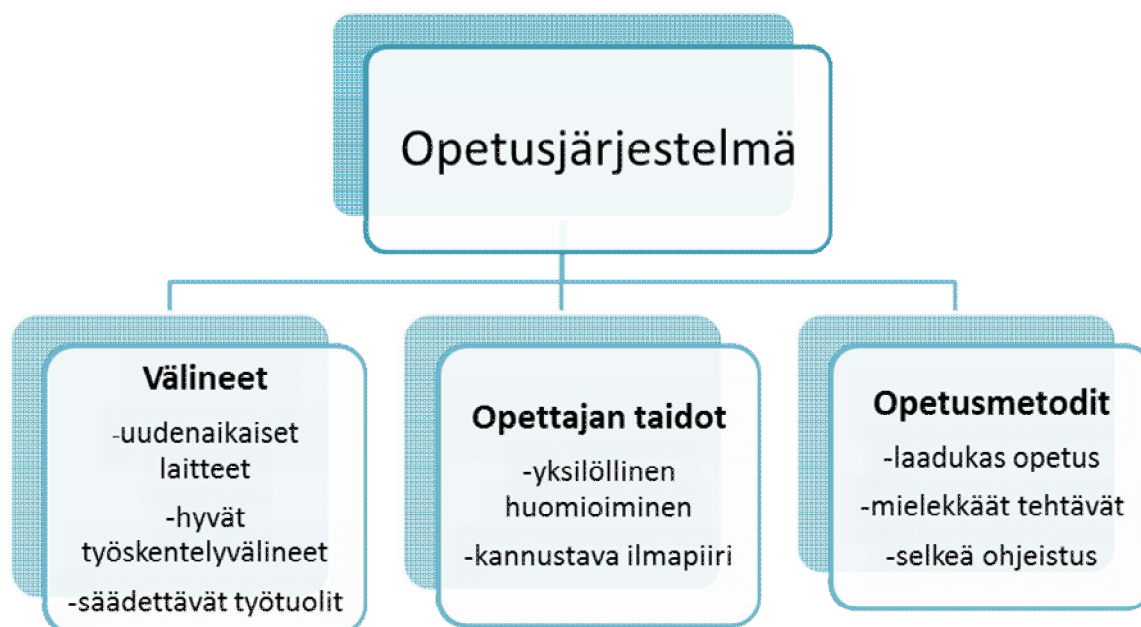 Opetusjärjestelmä
Välineet
-uudenaikaiset
laitteet
-hyvät
työskentelyvälineet
-säädettävät työtuolit
Opettajan taidot
-yksilöllinen
huomioiminen
-kannustava ilmapiiri
Opetusmetodit
-laadukas opetus
-mielekkäät tehtävät
-selkeä ohjeistus